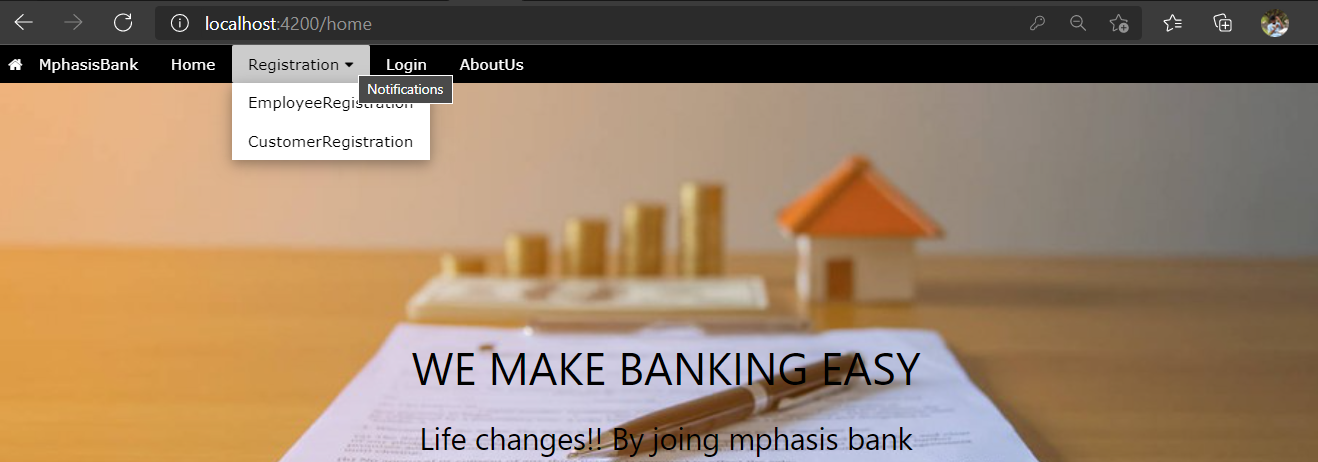 localhost:4200/home
MphasisBank Home Registration Login AboutUs
Notifications
EmployeeRegistration
CustomerRegistration
WE MAKE BANKING EASY
Life changes!! By joing mphasis bank